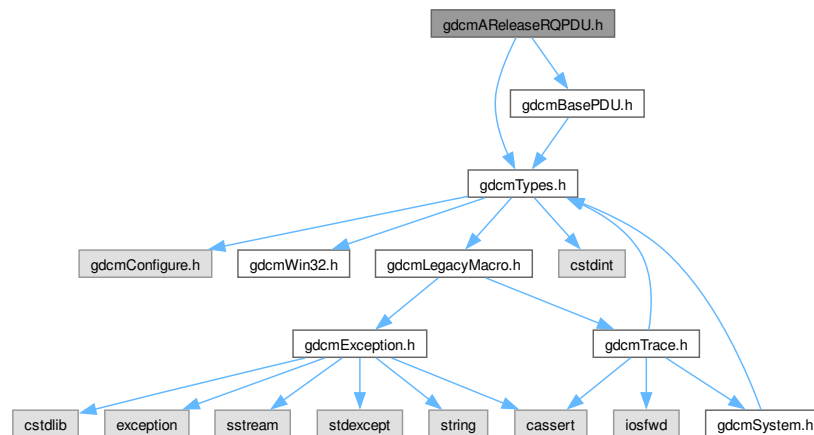 gdcmAReleaseRQPDU.h
gdcmBasePDU.h
gdcmTypes.h
gdcmConfigure.h
gdcmWin32.h
gdcmLegacyMacro.h
cstdint
gdcmException.h
gdcmTrace.h
cstdlib
exception
sstream
stdexcept
string
cassert
iosfwd
gdcmSystem.h